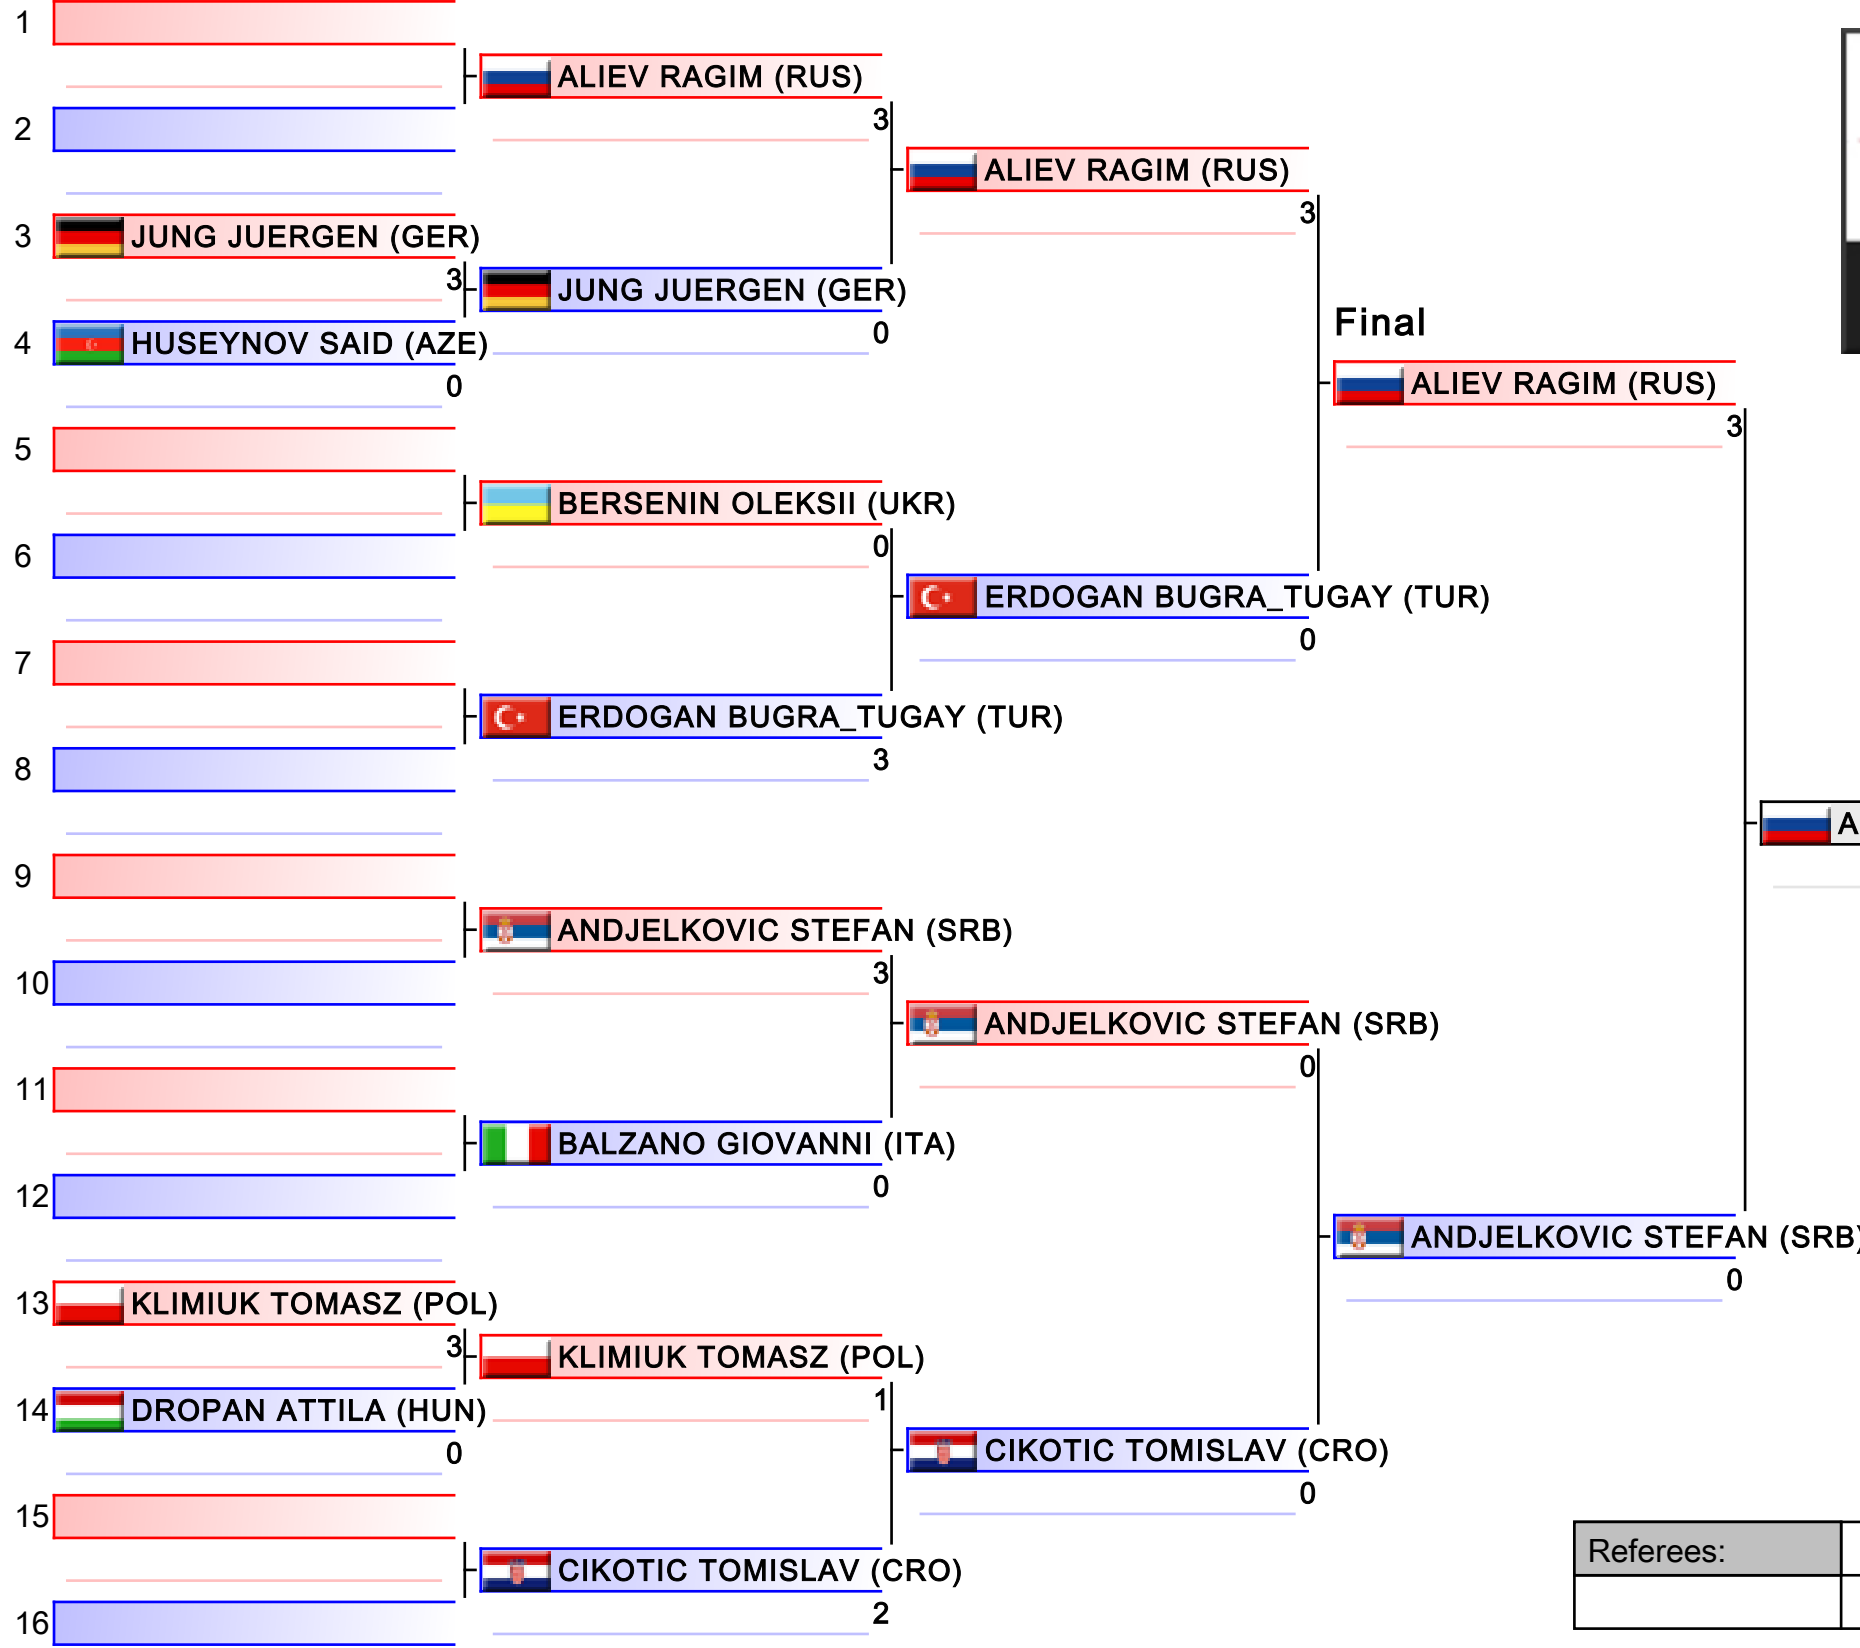 1
ALIEV RAGIM (RUS)
2
3
ALIEV RAGIM (RUS)
3
3 JUNG JUERGEN (GER)
3
JUNG JUERGEN (GER)
0
Final
4 HUSEYNOV SAID (AZE)
0
ALIEV RAGIM (RUS)
3
5
BERSENIN OLEKSII (UKR)
0
6
ERDOGAN BUGRA_TUGAY (TUR)
0
7
ERDOGAN BUGRA_TUGAY (TUR)
3
8
A
9
ANDJELKOVIC STEFAN (SRB)
3
10
ANDJELKOVIC STEFAN (SRB)
0
11
BALZANO GIOVANNI (ITA)
0
12
ANDJELKOVIC STEFAN (SRB)
0
13 KLIMIUK TOMASZ (POL)
3
KLIMIUK TOMASZ (POL)
1
14 DROPAN ATTILA (HUN)
0
CIKOTIC TOMISLAV (CRO)
0
15
CIKOTIC TOMISLAV (CRO)
2
16
Referees: